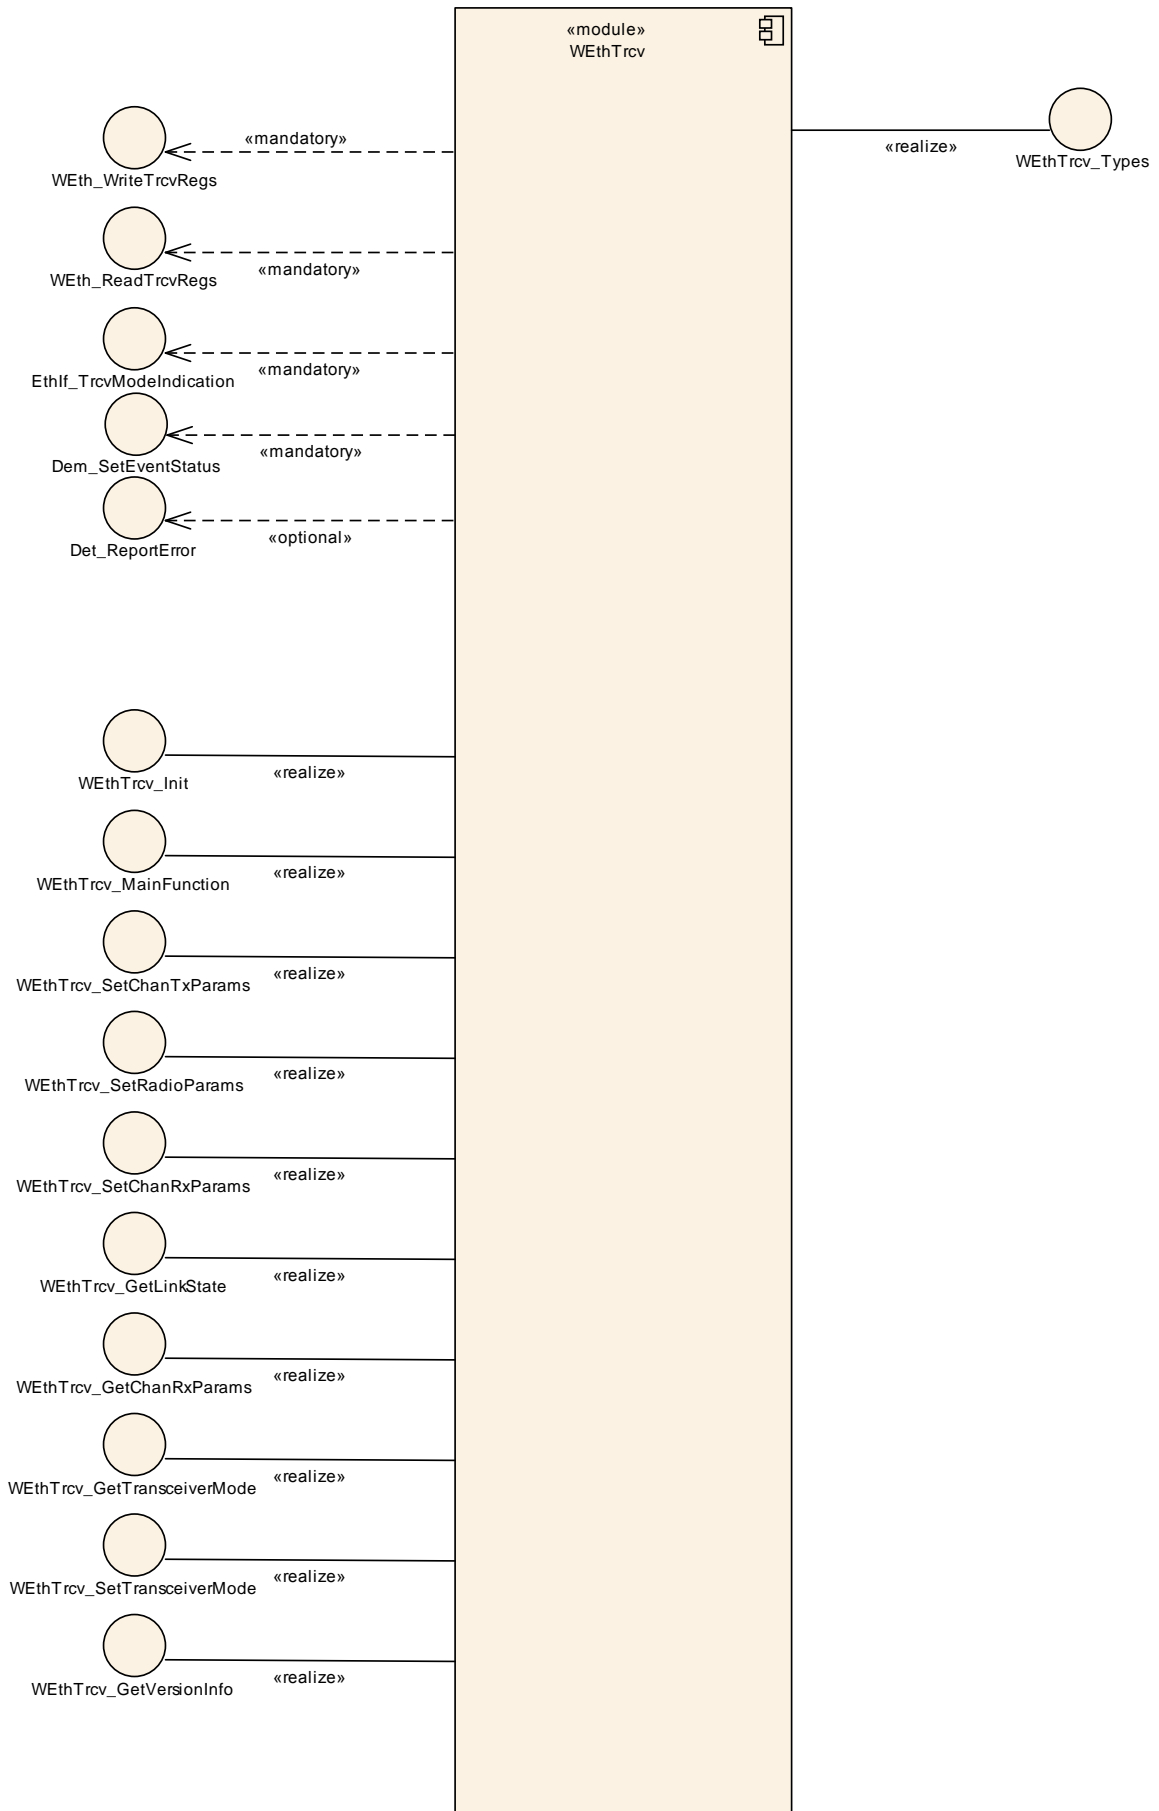 «module»
WEthTrcv
«mandatory»
WEth_WriteTrcvRegs
«realize»
WEthTrcv_Types
WEth_ReadTrcvRegs
«mandatory»
EthIf_TrcvModeIndication
«mandatory»
Dem_SetEventStatus
«mandatory»
Det_ReportError
«optional»
WEthTrcv_Init
«realize»
WEthTrcv_MainFunction
«realize»
WEthTrcv_SetChanTxParams
«realize»
WEthTrcv_SetRadioParams
«realize»
WEthTrcv_SetChanRxParams
«realize»
WEthTrcv_GetLinkState
«realize»
WEthTrcv_GetChanRxParams
«realize»
WEthTrcv_GetTransceiverMode
«realize»
WEthTrcv_SetTransceiverMode
«realize»
WEthTrcv_GetVersionInfo
«realize»